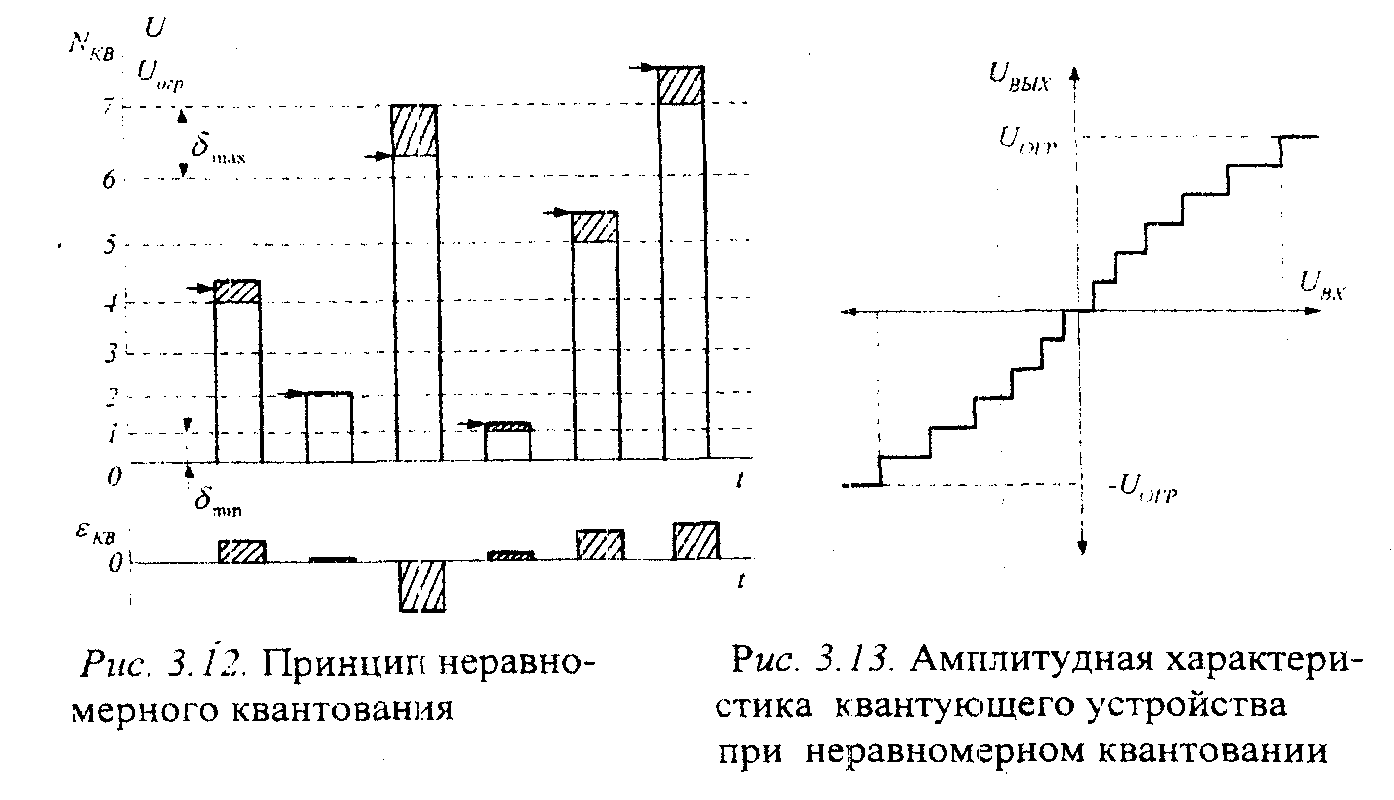 N_КВ U
U_огр
7
δ_max
6
5
4
3
2
1
0
δ_min
t
ε_КВ
0
t
U_ВЫХ
U_ОГР
U_ВХ
-U_ОГР
Рис. 3.12. Принцип неравно-
мерного квантования
Рис. 3.13. Амплитудная характери-
стика квантующего устройства
при неравномерном квантовании